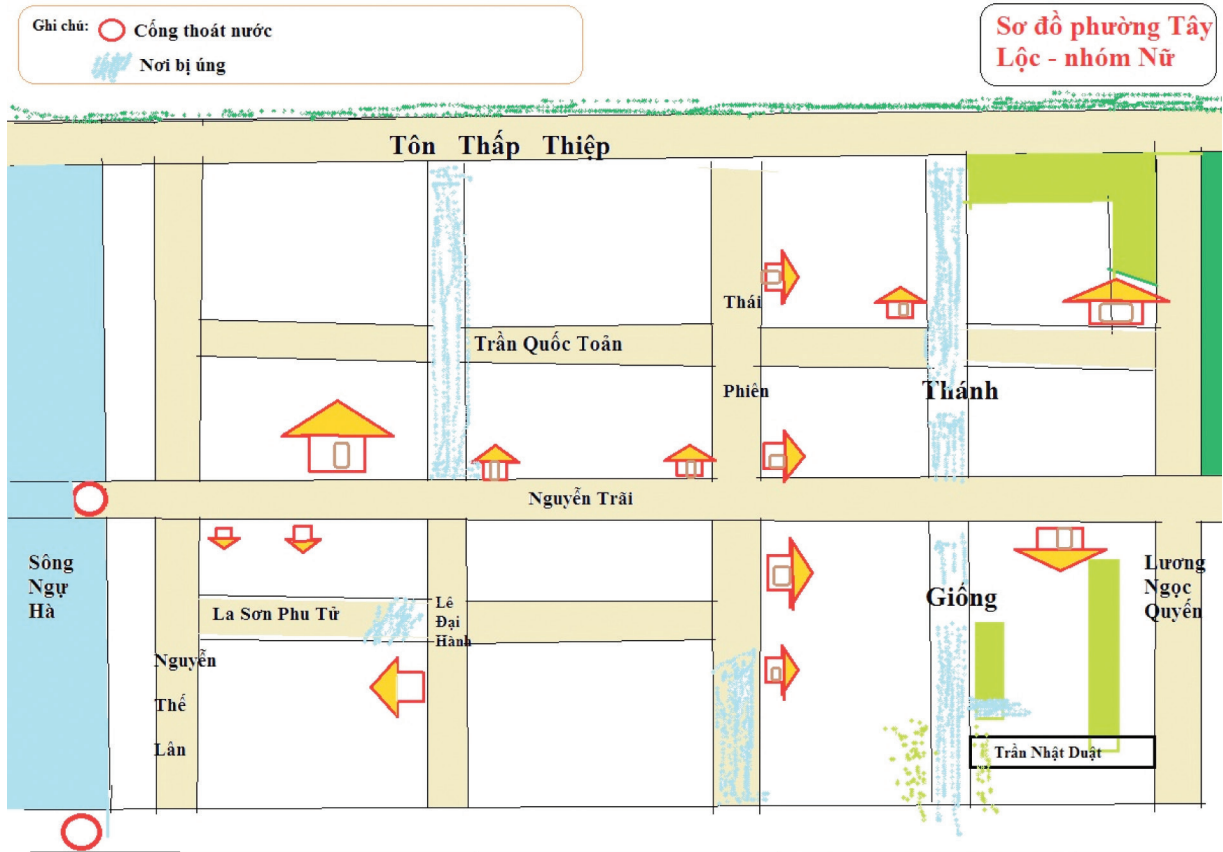 Ghi chú:
Cống thoát nước
Nơi bị úng
Sơ đồ phường Tây
Lộc - nhóm Nữ
Tôn Thấp Thiệp
Thái
Trần Quốc Toản
Phiên
Thánh
Nguyễn Trãi
Sông
Ngự
Hà
La Sơn Phu Tử
Lê
Đại
Hành
Giống
Lương
Ngọc
Quyến
Nguyễn
Thế
Lân
Trần Nhật Duật